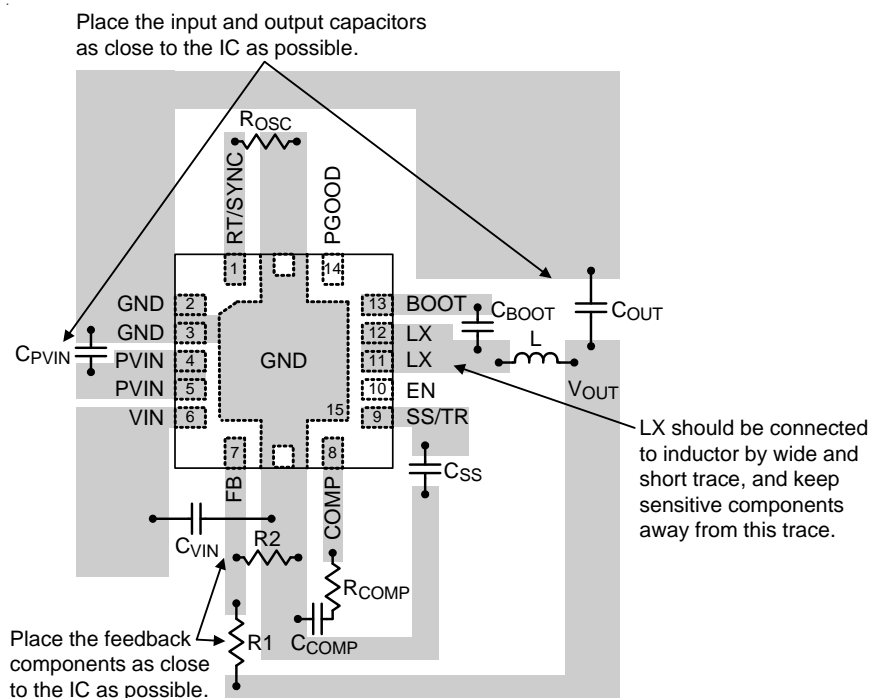 Place the input and output capacitors
as close to the IC as possible.
ROSC
RT/SYNC
PGOOD
1
14
GND
2
13
BOOT
CBOOT
COUT
GND
3
12
LX
L
CPVIN
PVIN
4
GND
11
LX
PVIN
5
10
EN
VOUT
VIN
6
15
9
SS/TR
7
8
FB
COMP
CSS
LX should be connected
to inductor by wide and
short trace, and keep
sensitive components
away from this trace.
CVIN
R2
RCOMP
CCOMP
R1
Place the feedback
components as close
to the IC as possible.